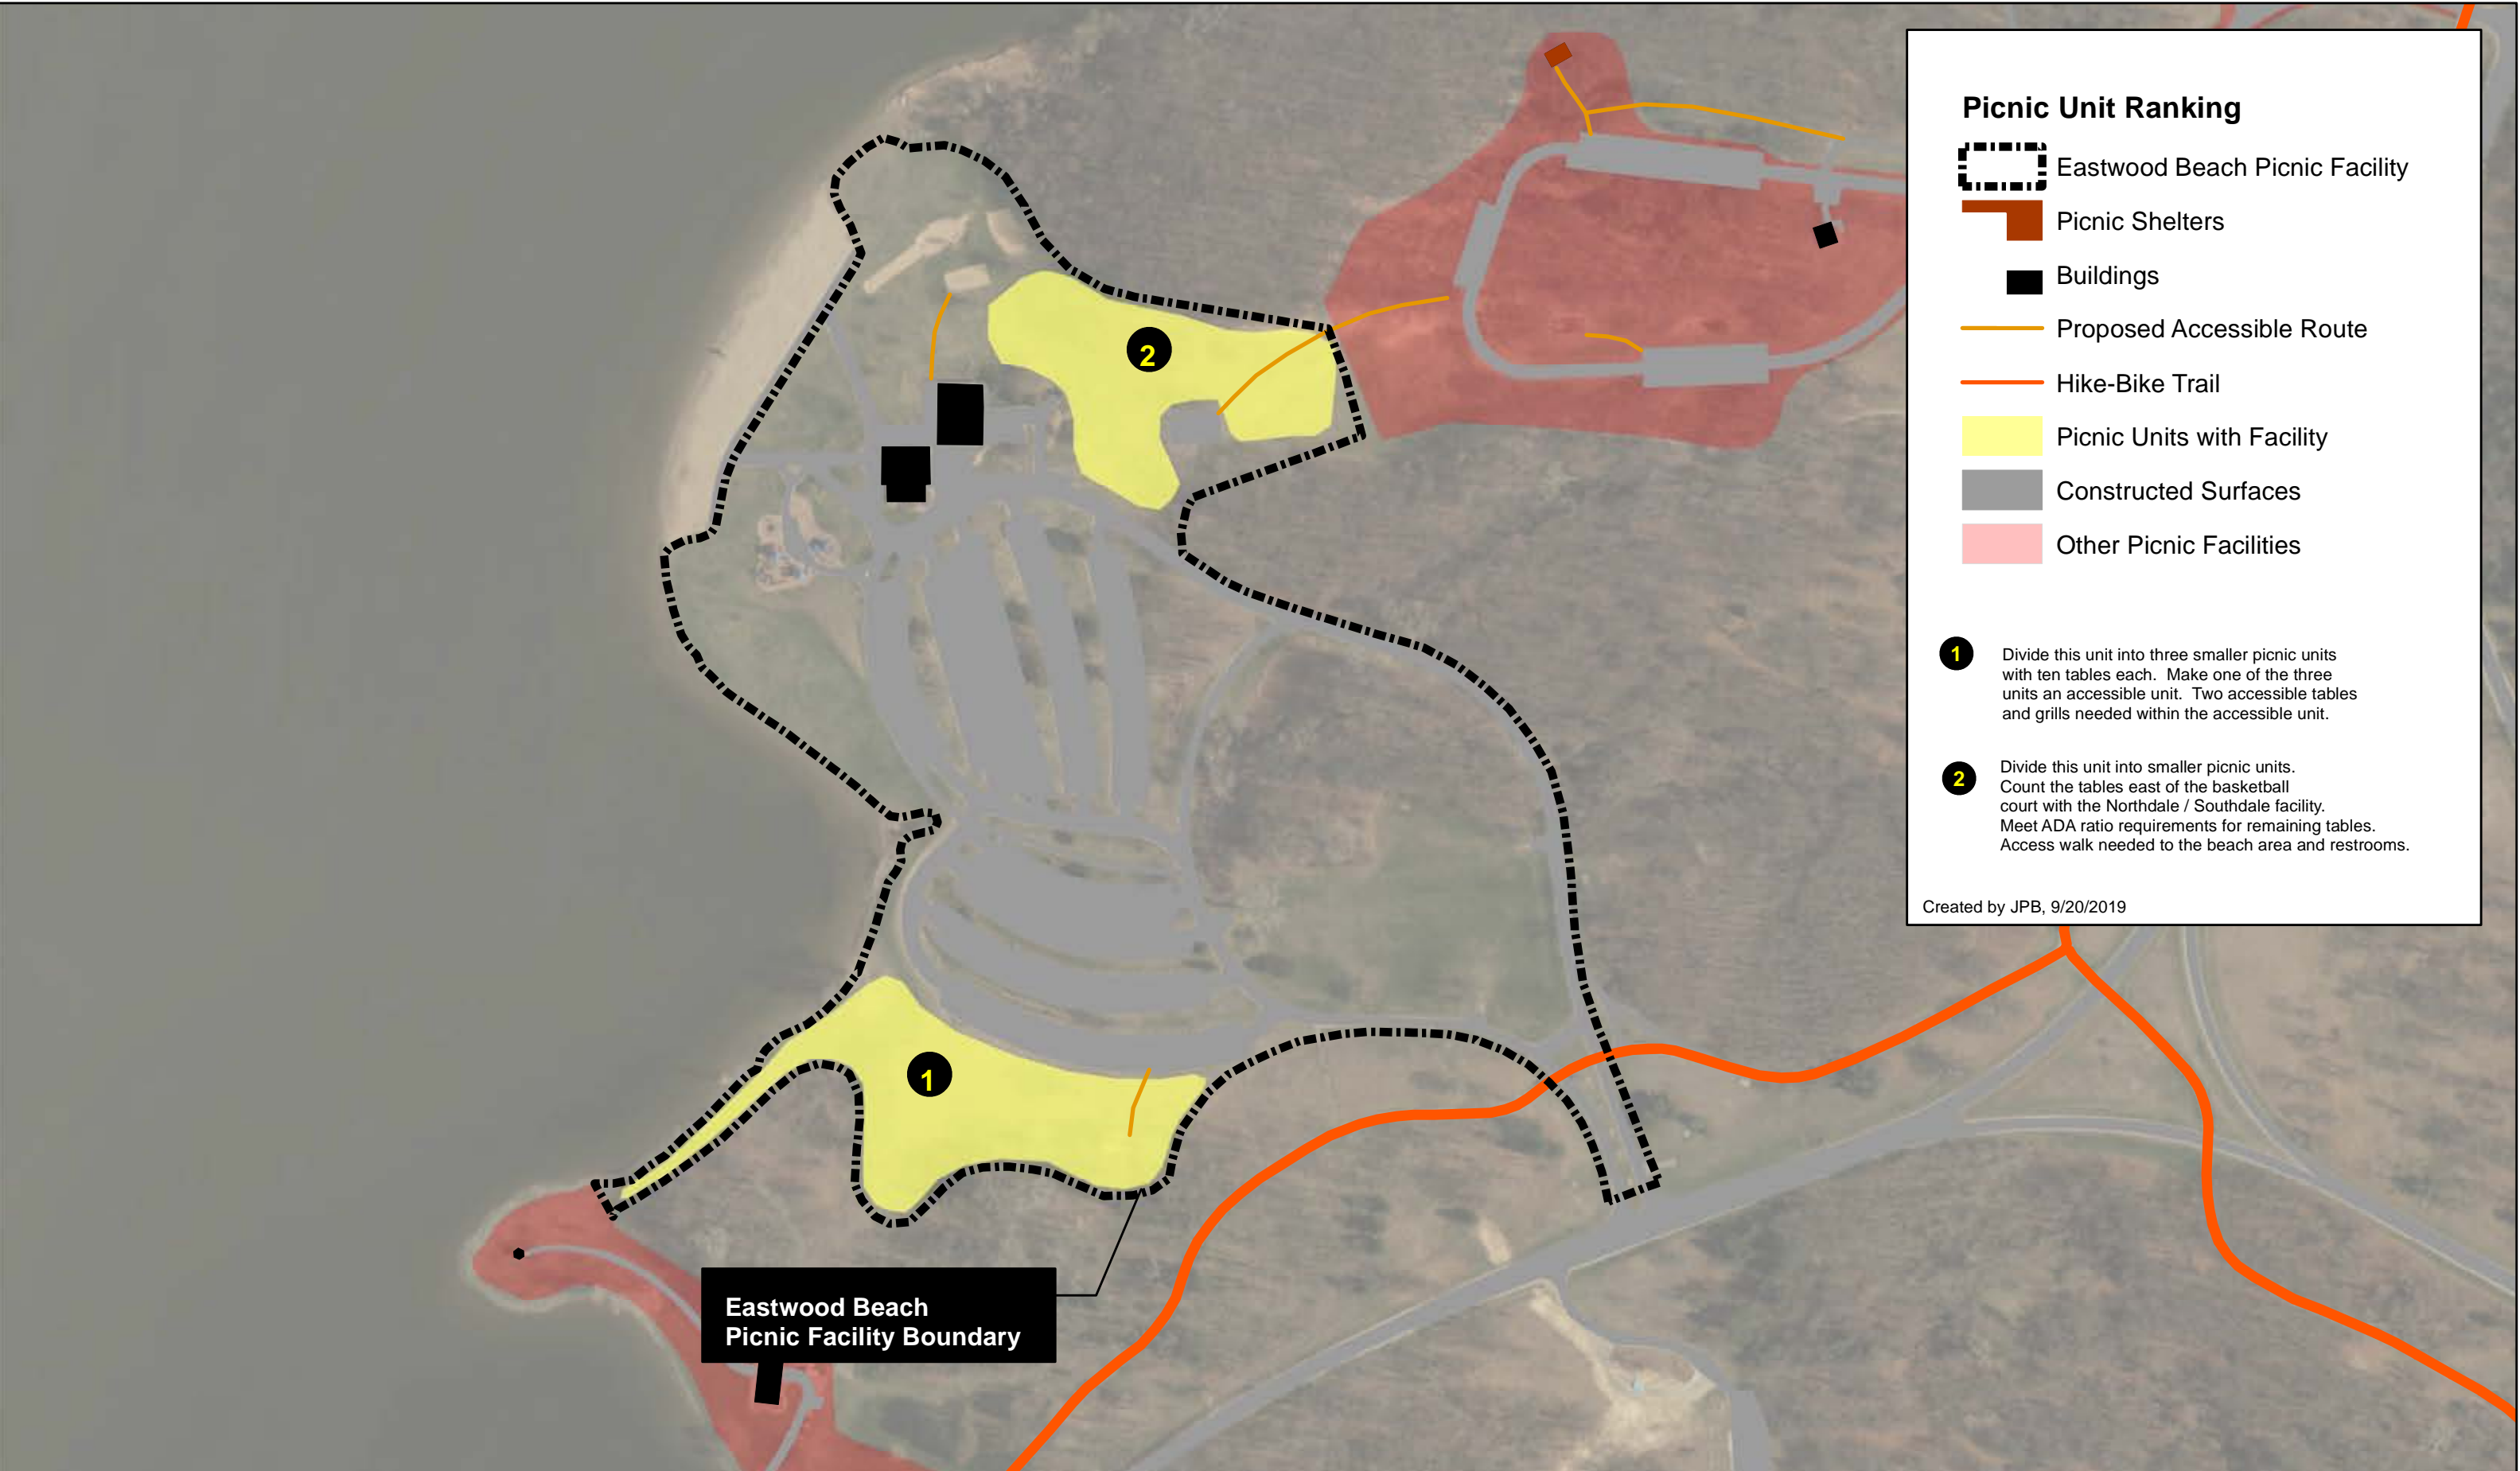 Picnic Unit Ranking
Eastwood Beach Picnic Facility
Picnic Shelters
Buildings
Proposed Accessible Route
Hike-Bike Trail
Picnic Units with Facility
Constructed Surfaces
Other Picnic Facilities
1
Divide this unit into three smaller picnic units
with ten tables each.  Make one of the three
units an accessible unit.  Two accessible tables
and grills needed within the accessible unit.
2
Divide this unit into smaller picnic units.
Count the tables east of the basketball
court with the Northdale / Southdale facility.
Meet ADA ratio requirements for remaining tables.
Access walk needed to the beach area and restrooms.
Created by JPB, 9/20/2019
2
1
Eastwood Beach
Picnic Facility Boundary